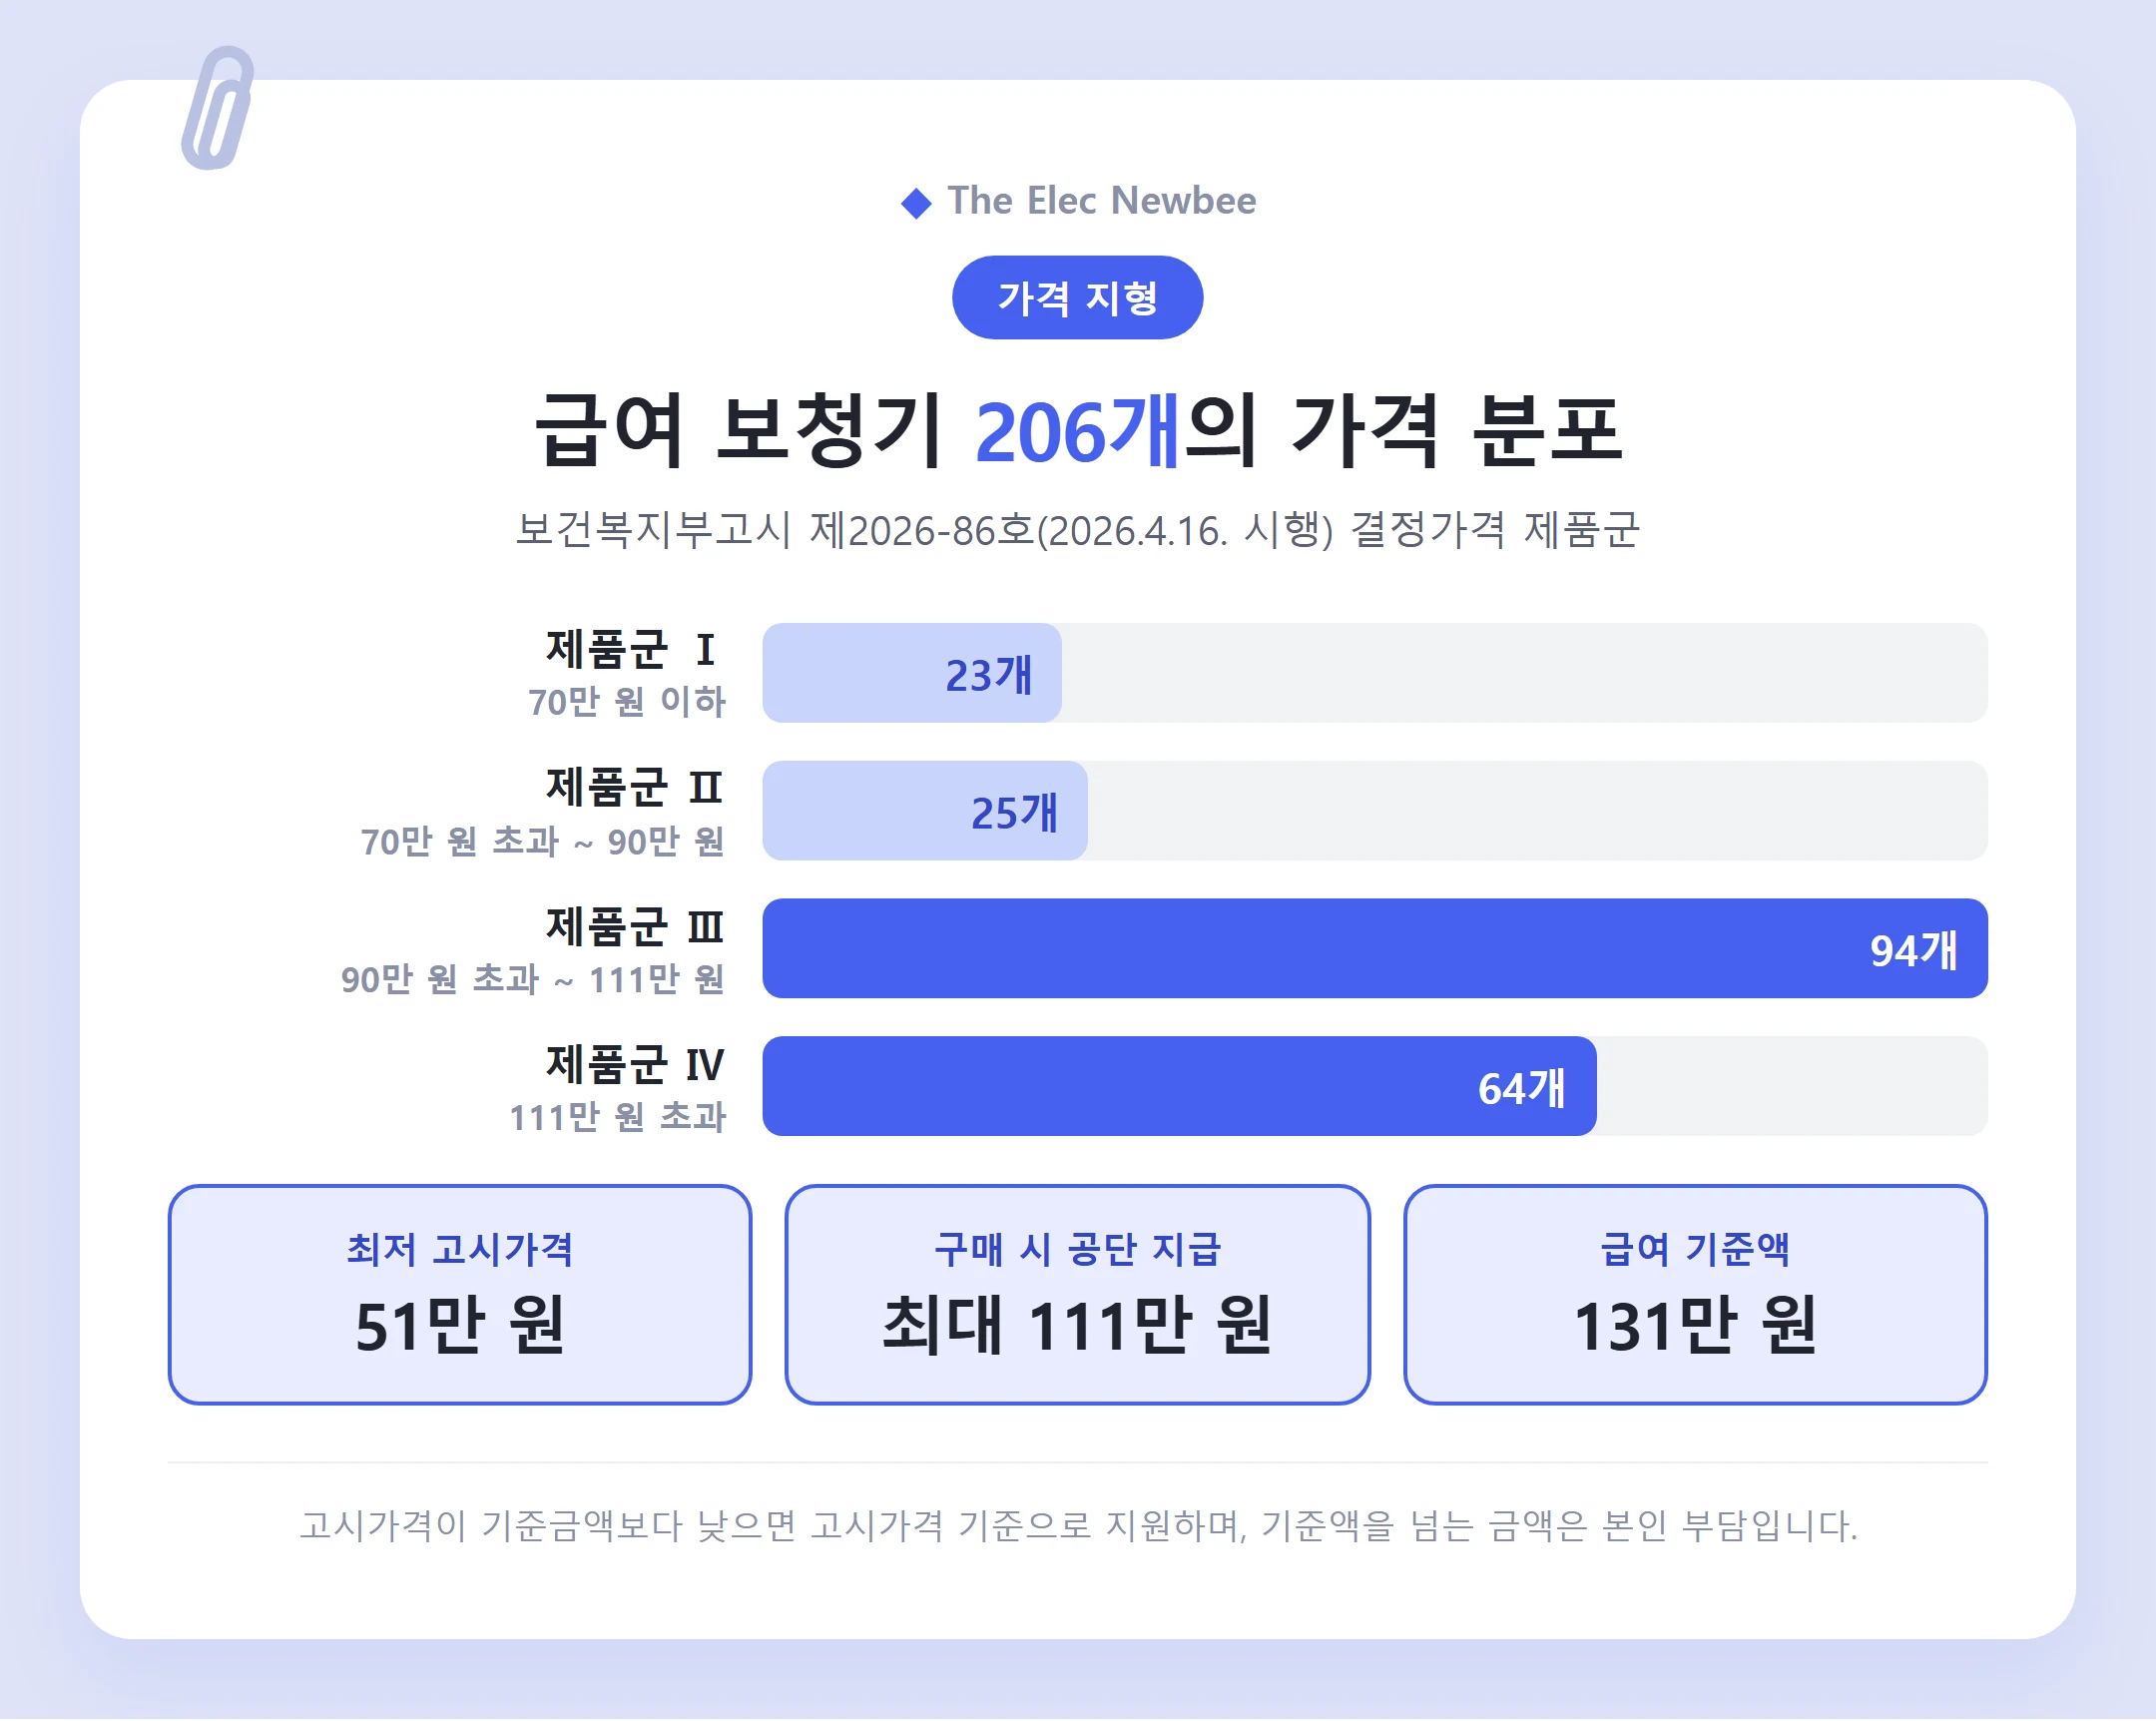 ◆ The Elec Newbee
가격 지형
급여 보청기 206개의 가격 분포
보건복지부고시 제2026-86호(2026.4.16. 시행) 결정가격 제품군
제품군 Ⅰ
70만 원 이하
23개
제품군 Ⅱ
70만 원 초과 ~ 90만 원
25개
제품군 Ⅲ
90만 원 초과 ~ 111만 원
94개
제품군 Ⅳ
111만 원 초과
64개
최저 고시가격
51만 원
구매 시 공단 지급
최대 111만 원
급여 기준액
131만 원
고시가격이 기준금액보다 낮으면 고시가격 기준으로 지원하며, 기준액을 넘는 금액은 본인 부담입니다.